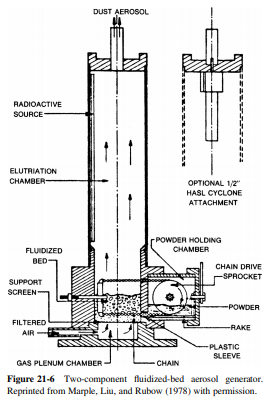 DUST AEROSOL
RADIOACTIVE
SOURCE
ELUTRIATION
CHAMBER
OPTIONAL 1/2"
HASL CYCLONE
ATTACHMENT
FLUIDIZED
BED
POWDER HOLDING
CHAMBER
CHAIN DRIVE
SPROCKET
SUPPORT
SCREEN
POWDER
FILTERED
AIR
RAKE
PLASTIC
SLEEVE
GAS PLENUM CHAMBER
CHAIN
Figure 21-6 Two-component fluidized-bed aerosol generator.
Reprinted from Marple, Liu, and Rubow (1978) with permission.